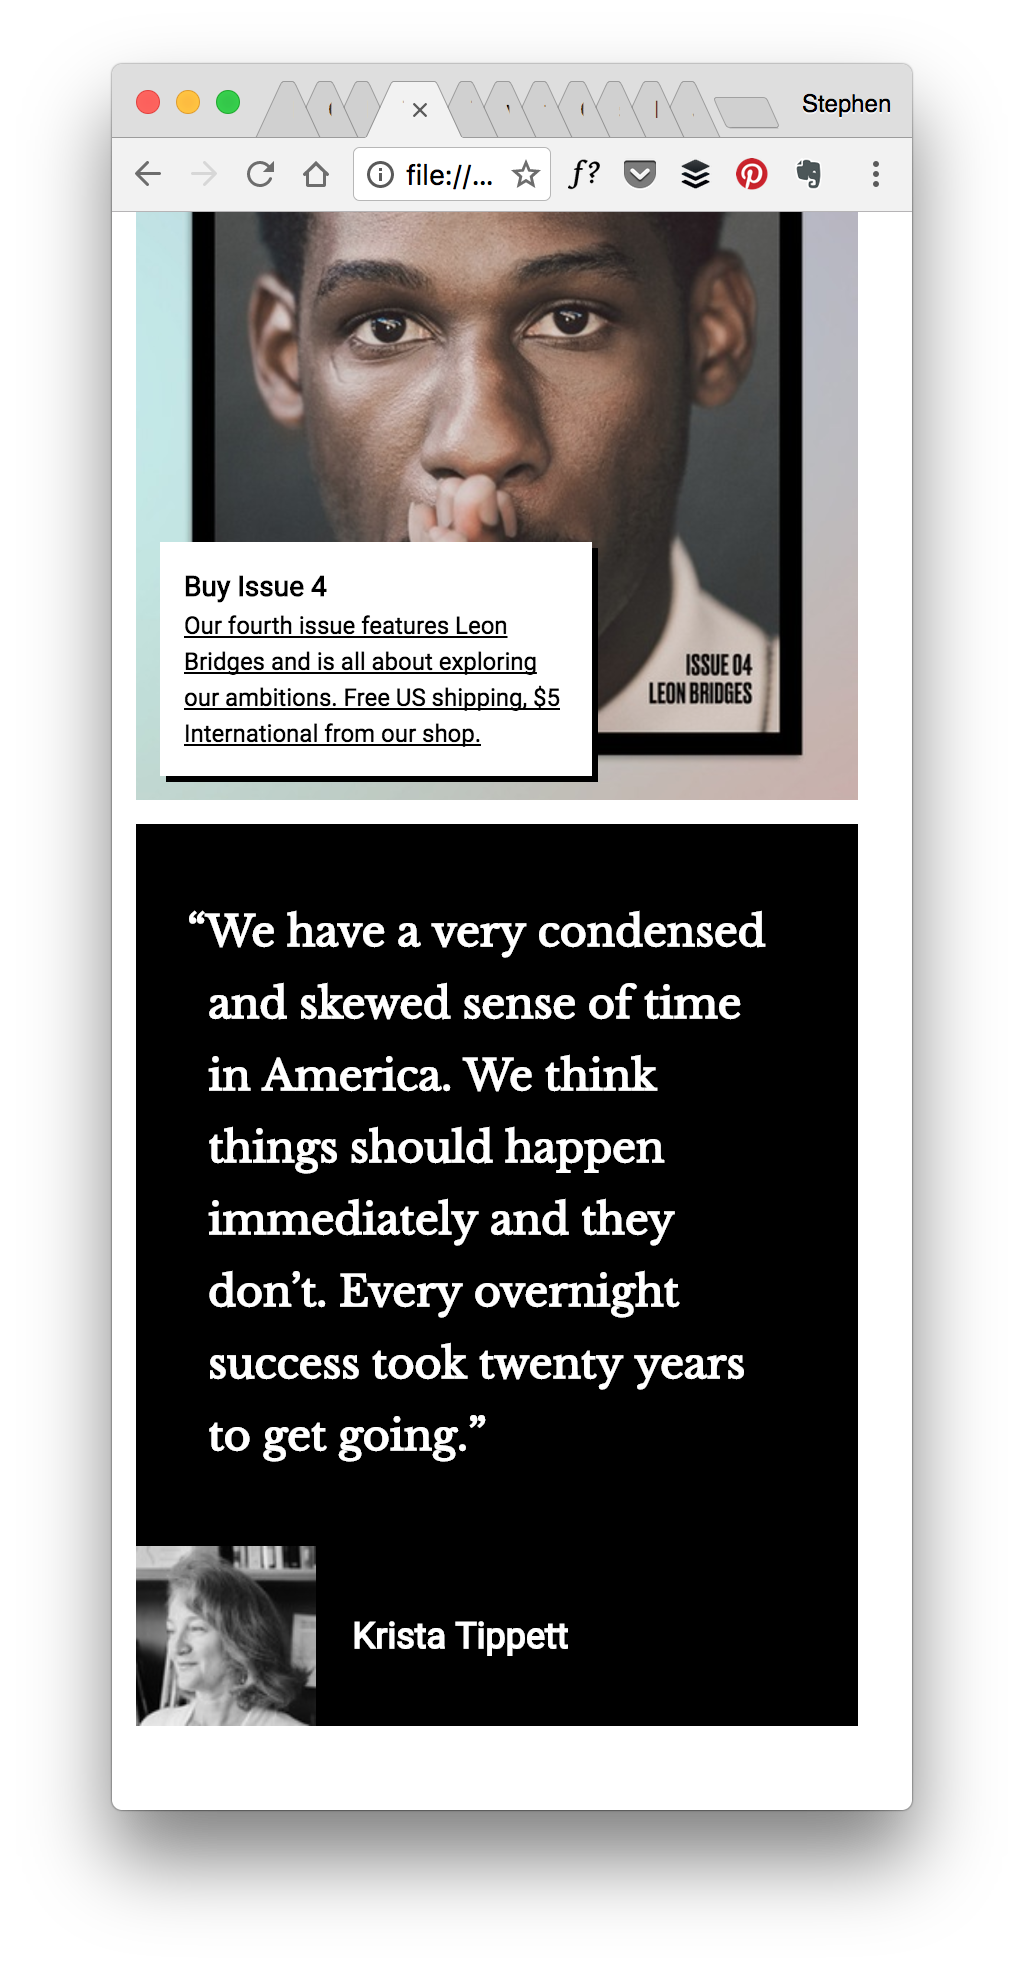 Stephen
file://...
f?
ISSUE 04
LEON BRIDGES
Buy Issue 4
Our fourth issue features Leon
Bridges and is all about exploring
our ambitions. Free US shipping, $5
International from our shop.
“We have a very condensed
and skewed sense of time
in America. We think
things should happen
immediately and they
don’t. Every overnight
success took twenty years
to get going.”
Krista Tippett